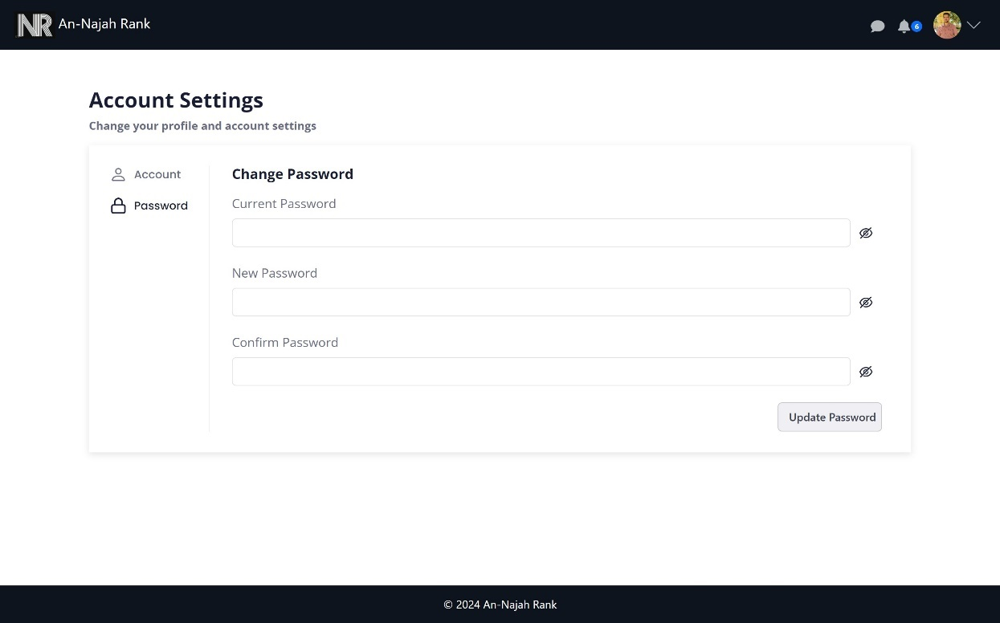 NR An-Najah Rank
6
Account Settings
Change your profile and account settings
Account
Password
Change Password
Current Password
New Password
Confirm Password
Update Password
© 2024 An-Najah Rank